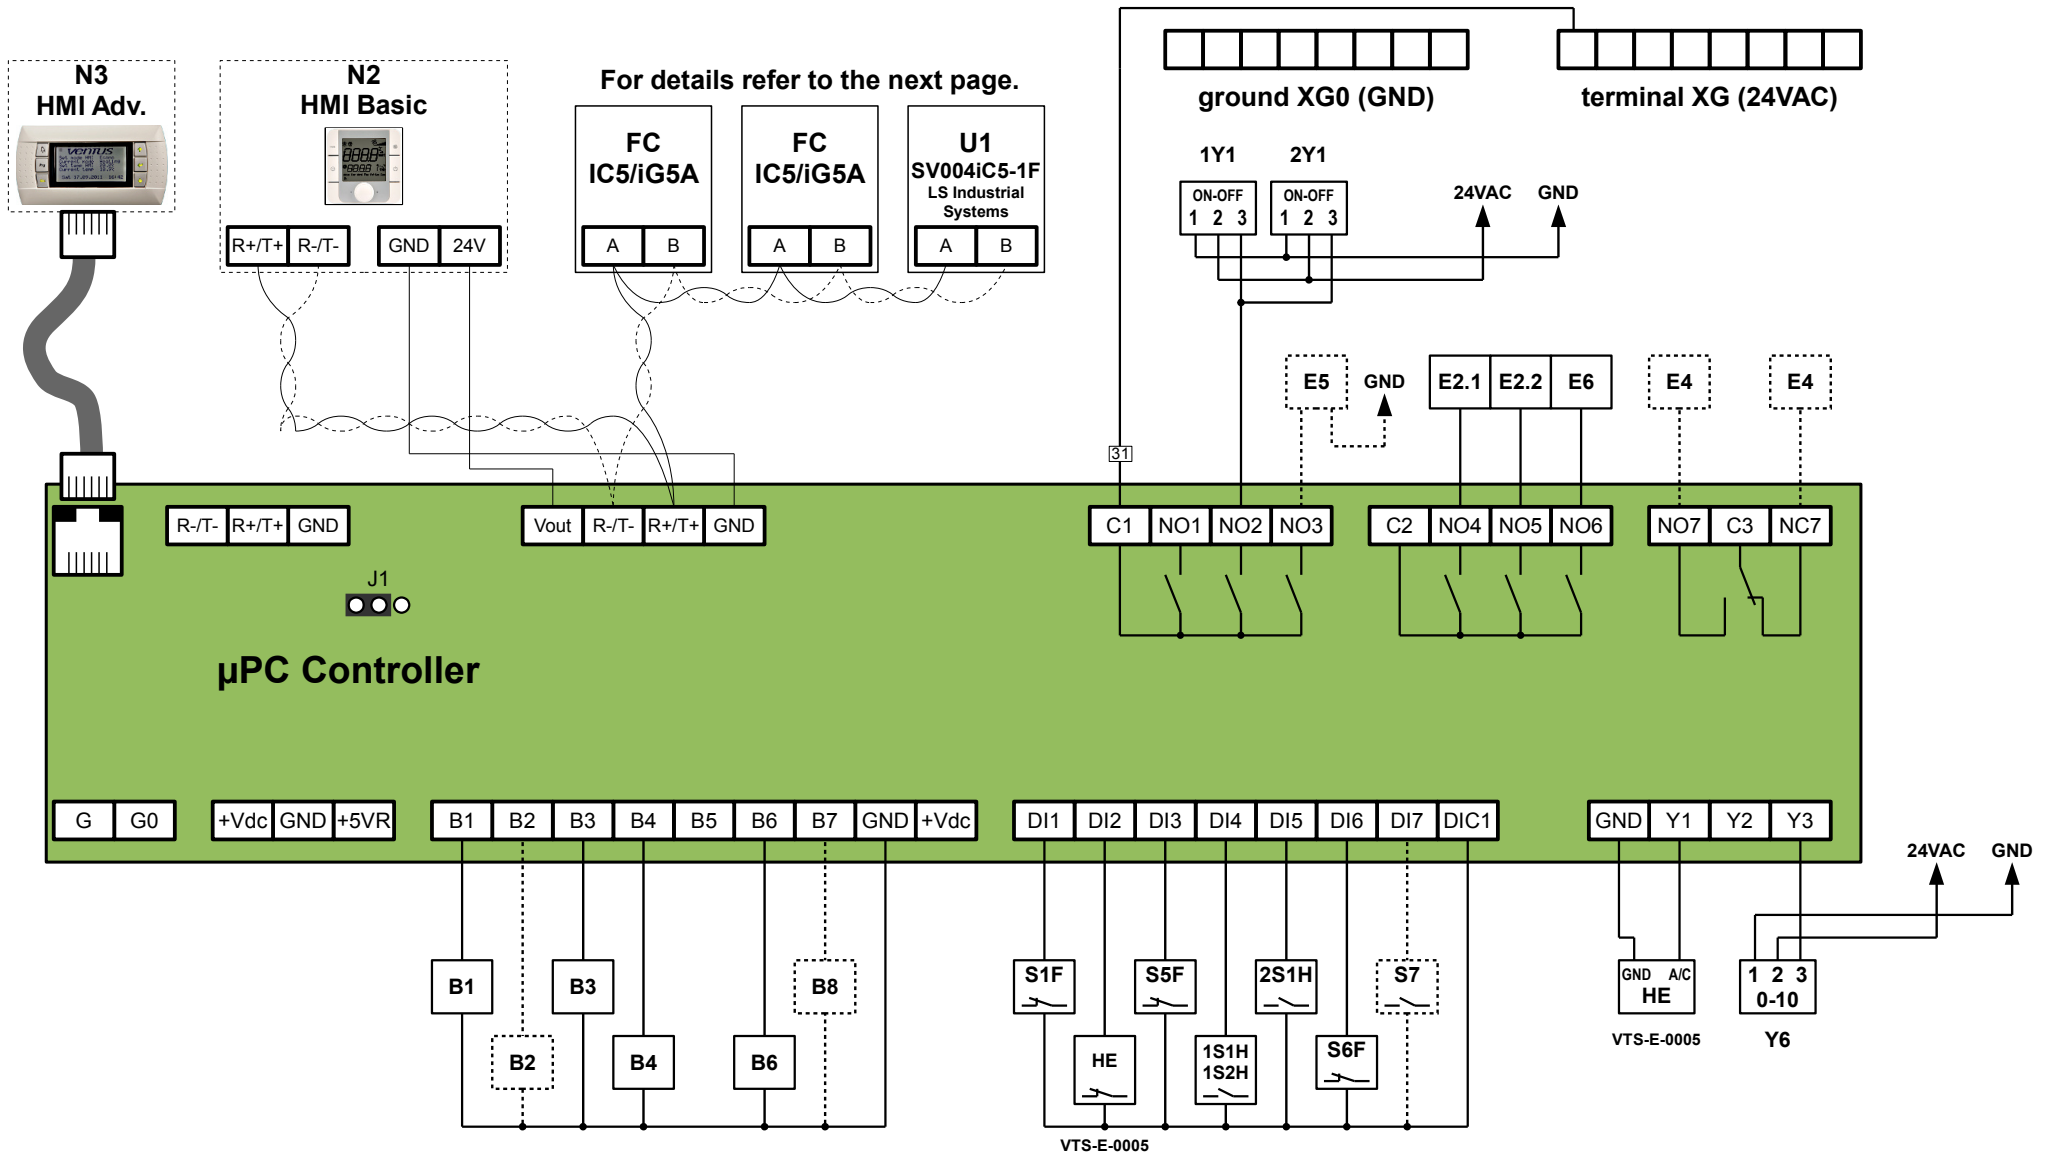 N3
HMI Adv.
N2
HMI Basic
For details refer to the next page.
FC
IC5/iG5A
FC
IC5/iG5A
U1
SV004iC5-1F
LS Industrial
Systems
ground XG0 (GND)
terminal XG (24VAC)
1Y1
2Y1
ON-OFF
1 2 3
ON-OFF
1 2 3
24VAC
GND
VENTUS
R+/T+ R-/T-
GND 24V
A B
A B
A B
E5
GND
E2.1 E2.2 E6
E4
E4
31
R-/T- R+/T+ GND
Vout R-/T- R+/T+ GND
C1 NO1 NO2 NO3
C2 NO4 NO5 NO6
NO7 C3 NC7
J1
µPC Controller
G G0
+Vdc GND +5VR
B1 B2 B3 B4 B5 B6 B7 GND +Vdc
DI1 DI2 DI3 DI4 DI5 DI6 DI7 DIC1
GND Y1 Y2 Y3
24VAC
GND
B1
B3
B8
B2
B4
B6
S1F
S5F
2S1H
S7
HE
1S1H
1S2H
S6F
VTS-E-0005
GND A/C
HE
VTS-E-0005
1 2 3
0-10
Y6